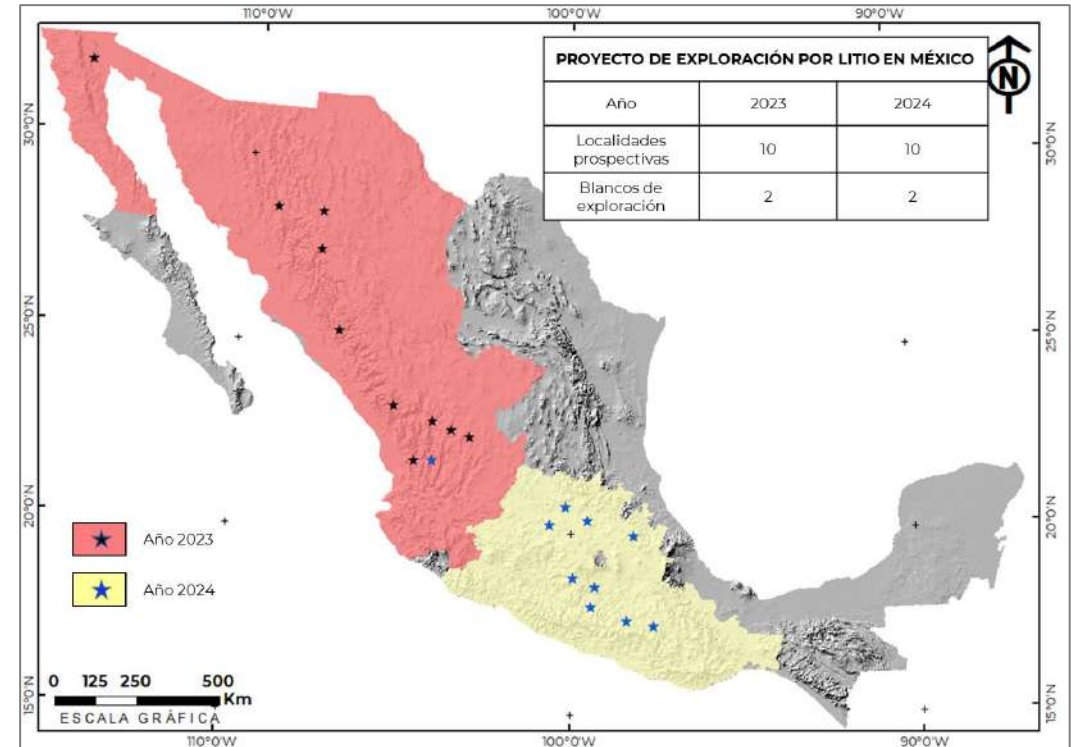 110°0'W 100°0'W 90°0'W
PROYECTO DE EXPLORACIÓN POR LITIO EN MÉXICO
N
Año 2023 2024
Localidades prospectivas 10 10
Blancos de exploración 2 2
30°0'N 30°0'N
25°0'N 25°0'N
20°0'N 20°0'N
Año 2023
Año 2024
0 125 250 500
Km
ESCALA GRÁFICA
15°0'N 15°0'N
110°0'W 100°0'W 90°0'W